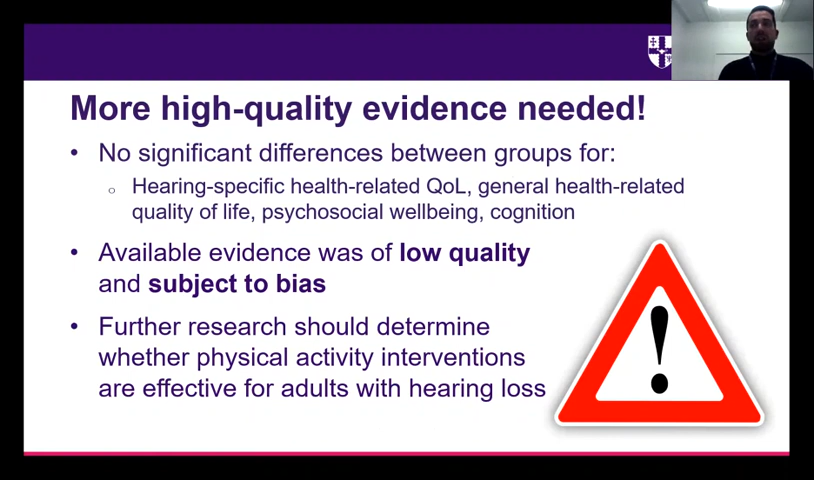 More high-quality evidence needed!
• No significant differences between groups for:
○ Hearing-specific health-related QoL, general health-related
quality of life, psychosocial wellbeing, cognition
• Available evidence was of low quality
and subject to bias
• Further research should determine
whether physical activity interventions
are effective for adults with hearing loss
!